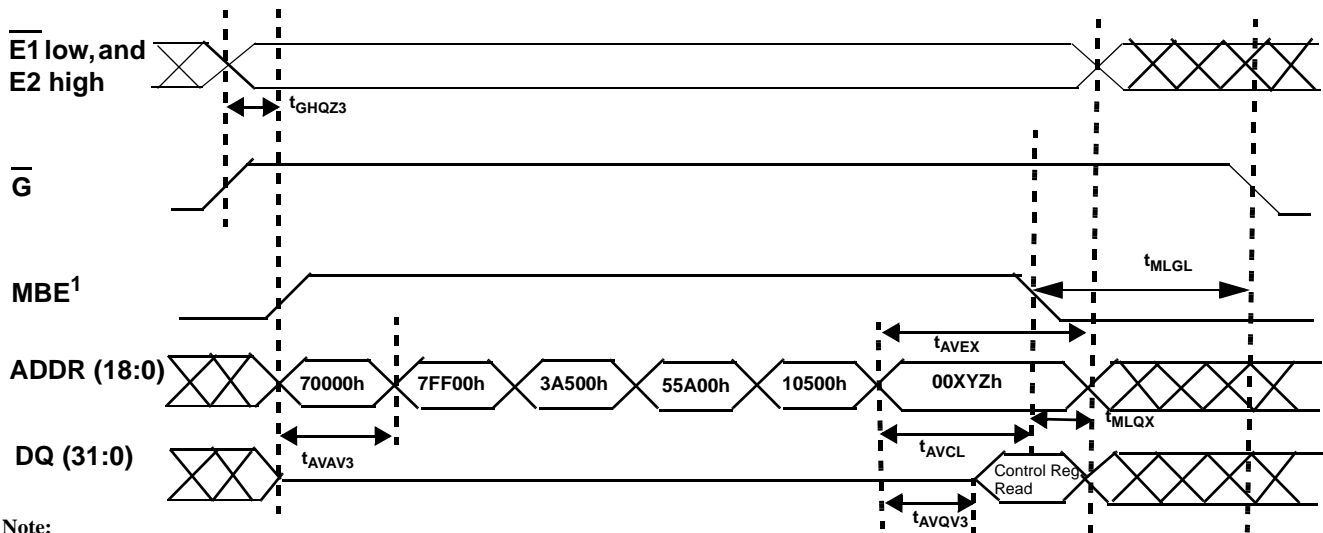 E1 low, and
E2 high
tGHQZ3
G
MBE1
tMLGL
tAVEX
ADDR (18:0)
70000h
7FF00h
3A500h
55A00h
10500h
00XYZh
tMLQX
tAVAV3
tAVCL
DQ (31:0)
Control Reg
Read
tAVQV3
Note: